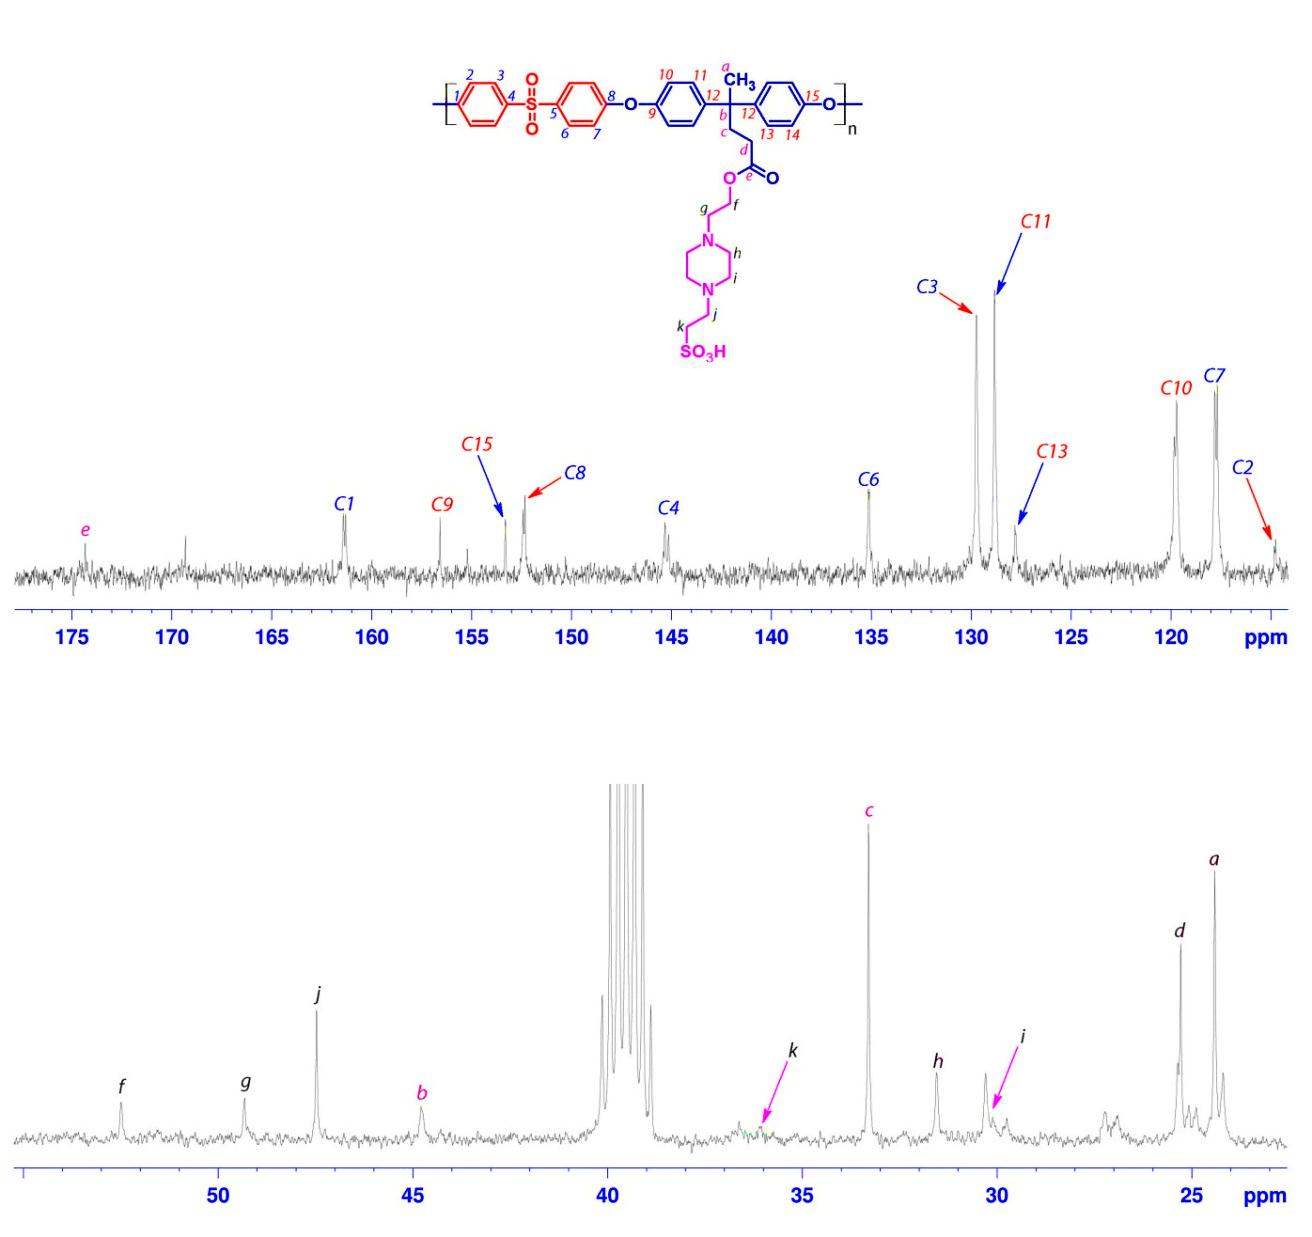 a
2 3 O 10 11 CH3
1 4 S 5 8 O 9 12 b 12 15 O n
O 6 7 c 13 14
d
O e O
g f
N
h
i
N
j
k
SO3H
C11
C3
C7
C10
C15 C13
C8 C6 C2
e C1 C9 C4
175 170 165 160 155 150 145 140 135 130 125 120 ppm
c
a
d
j
k i
f g b h
50 45 40 35 30 25 ppm